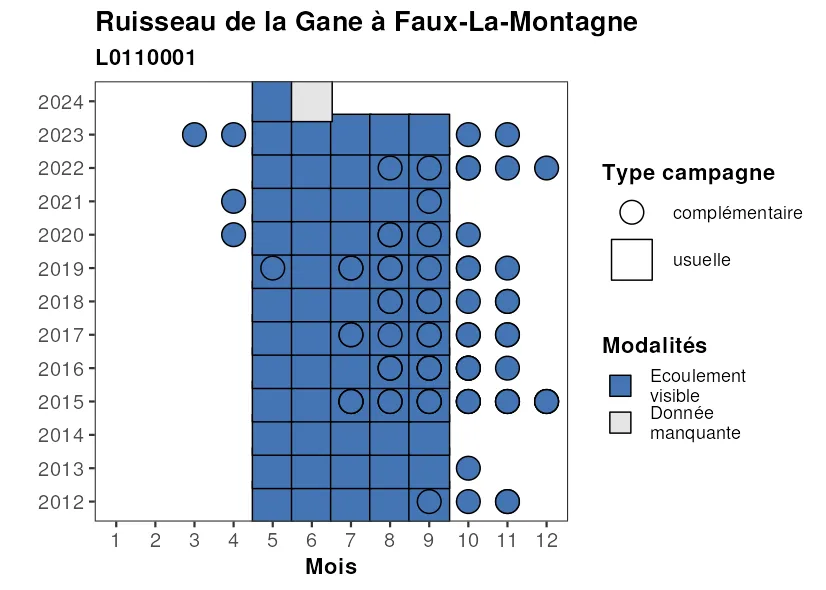 Ruisseau de la Gane à Faux-La-Montagne
L0110001
2024
2023
2022
2021
2020
2019
2018
2017
2016
2015
2014
2013
2012
1 2 3 4 5 6 7 8 9 10 11 12
Mois
Type campagne
complémentaire
usuelle
Modalités
Ecoulement
visible
Donnée
manquante